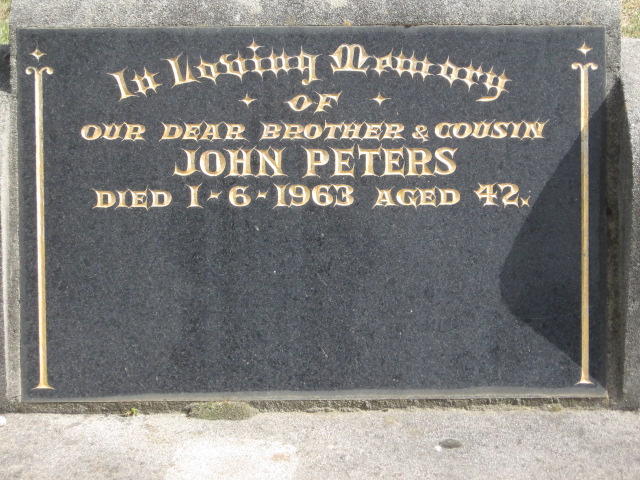 In Loving Memory
OF
OUR DEAR BROTHER & COUSIN
JOHN PETERS
DIED 1-6-1963 AGED 42.